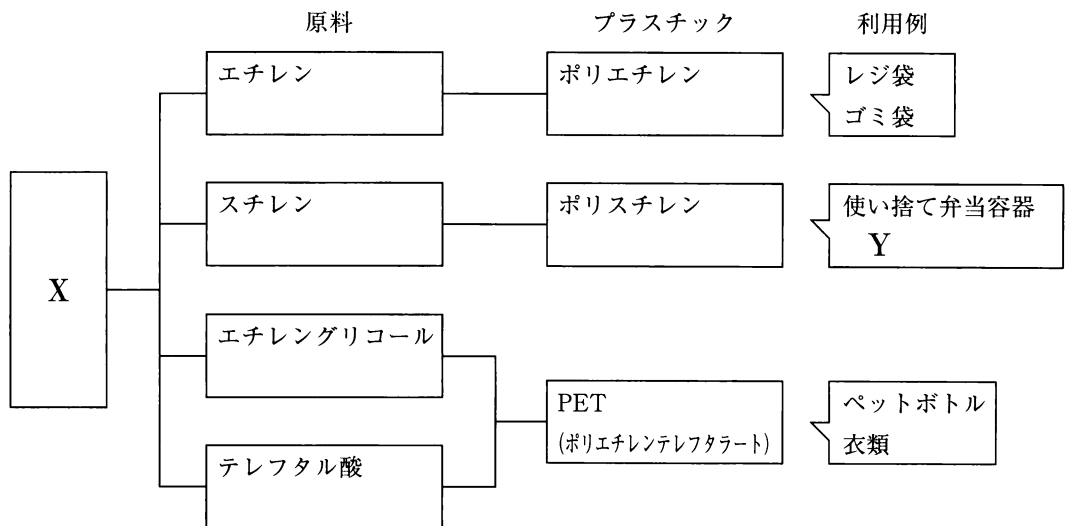 原料
プラスチック
利用例
エチレン
ポリエチレン
レジ袋
ゴミ袋
スチレン
ポリスチレン
使い捨て弁当容器
Y
X
エチレングリコール
PET
(ポリエチレンテレフタラート)
ペットボトル
衣類
テレフタル酸